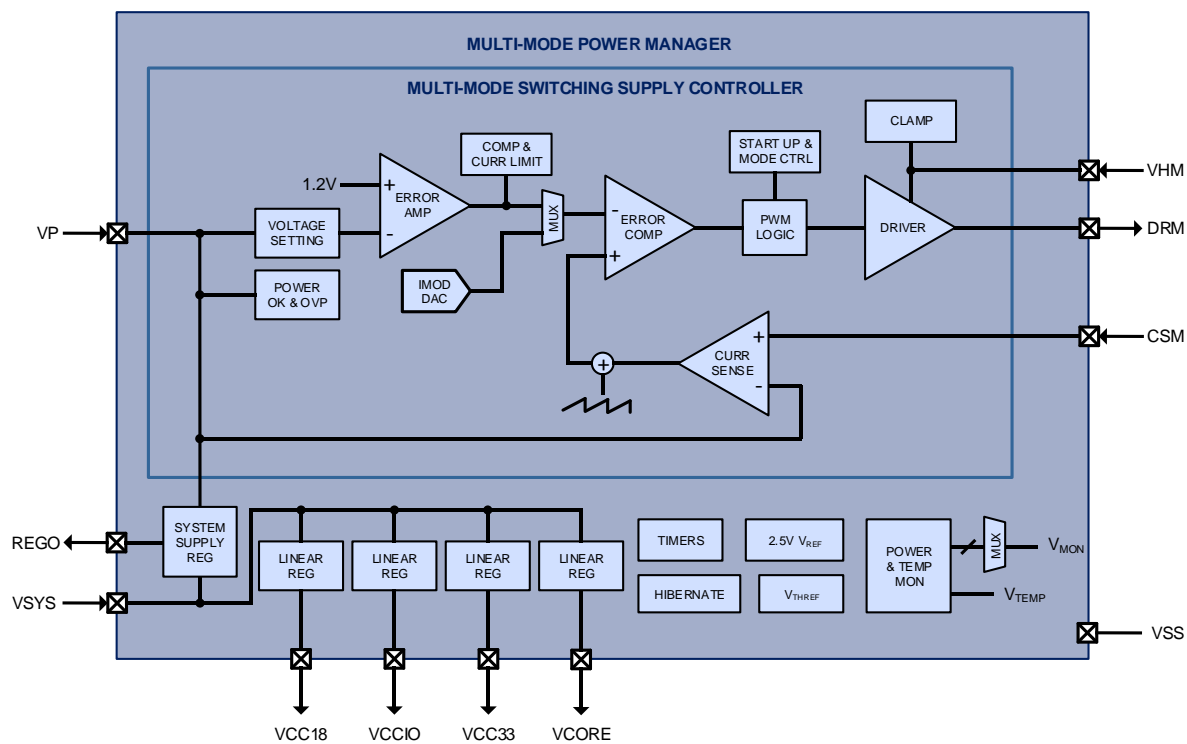 MULTI-MODE POWER MANAGER
MULTI-MODE SWITCHING SUPPLY CONTROLLER
CLAMP
COMP &
CURR LIMIT
START UP &
MODE CTRL
VHM
1.2V
+
ERROR
AMP
-
MUX
-
ERROR
COMP
+
PWM
LOGIC
DRIVER
VP
VOLTAGE
SETTING
DRM
POWER
OK & OVP
IMOD
DAC
CSM
+
CURR
SENSE
-
+
SYSTEM
SUPPLY
REG
REGO
VSYS
LINEAR
REG
LINEAR
REG
LINEAR
REG
LINEAR
REG
TIMERS
2.5V VREF
HIBERNATE
VTHREF
POWER
& TEMP
MON
MUX
VMON
VTEMP
VSS
VCC18
VCCIO
VCC33
VCORE